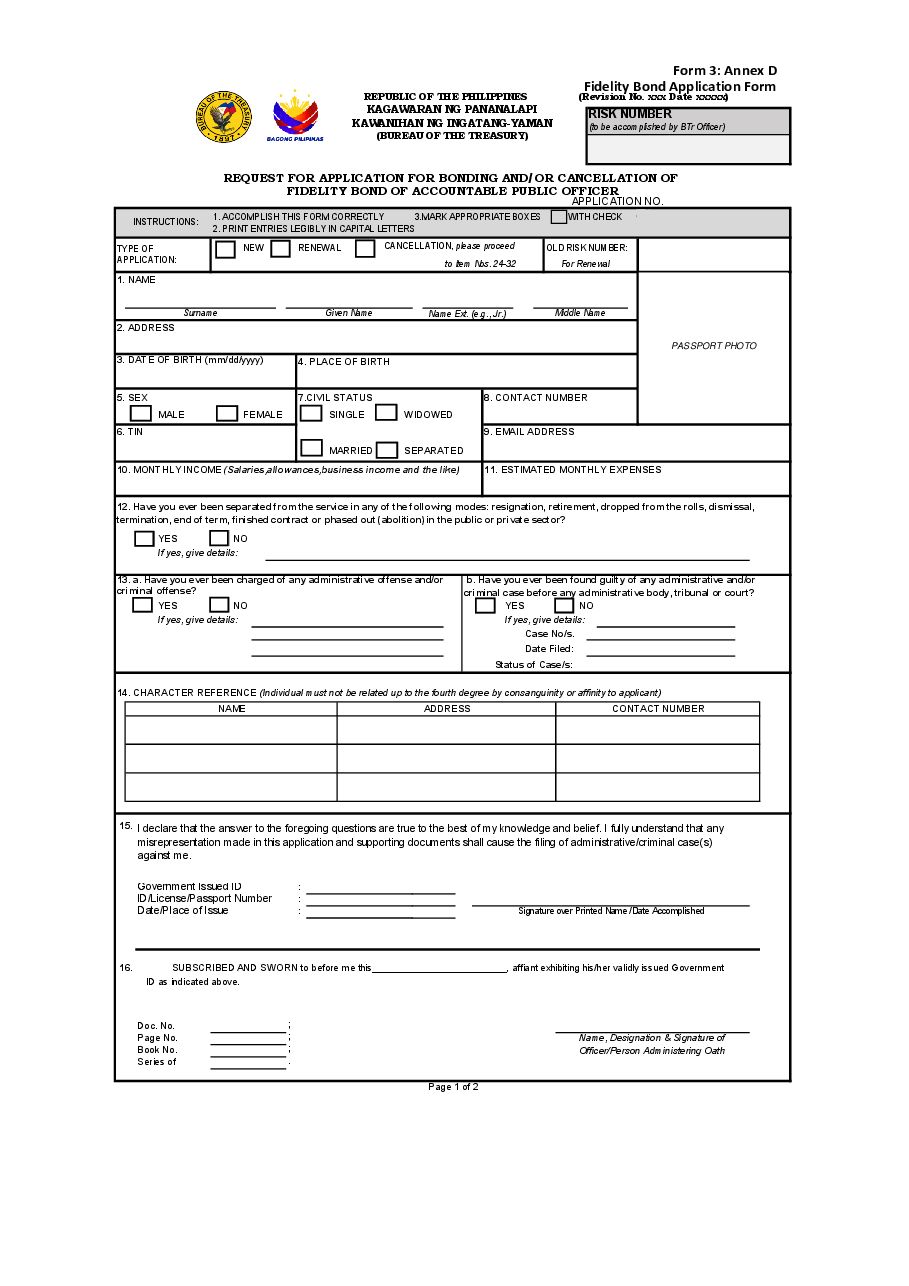 Form 3: Annex D
Fidelity Bond Application Form
(Revision No. xxx Date xxxxx)
BUREAU OF THE TREASURY
1897
BAGONG PILIPINAS
REPUBLIC OF THE PHILIPPINES
KAGAWARAN NG PANANALAPI
KAWANIHAN NG INGATANG-YAMAN
(BUREAU OF THE TREASURY)
RISK NUMBER
(to be accomplished by BTr Officer)
REQUEST FOR APPLICATION FOR BONDING AND/OR CANCELLATION OF
FIDELITY BOND OF ACCOUNTABLE PUBLIC OFFICER
APPLICATION NO.
INSTRUCTIONS: 1. ACCOMPLISH THIS FORM CORRECTLY 3.MARK APPROPRIATE BOXES WITH CHECK
2. PRINT ENTRIES LEGIBLY IN CAPITAL LETTERS
TYPE OF APPLICATION: NEW RENEWAL CANCELLATION, please proceed to Item Nos. 24-32
OLD RISK NUMBER:
For Renewal
1. NAME
Surname Given Name Name Ext. (e.g., Jr.) Middle Name
PASSPORT PHOTO
2. ADDRESS
3. DATE OF BIRTH (mm/dd/yyyy) 4. PLACE OF BIRTH
5. SEX 7.CIVIL STATUS 8. CONTACT NUMBER
MALE FEMALE SINGLE WIDOWED
6. TIN 9. EMAIL ADDRESS
MARRIED SEPARATED
10. MONTHLY INCOME (Salaries,allowances,business income and the like) 11. ESTIMATED MONTHLY EXPENSES
12. Have you ever been separated from the service in any of the following modes: resignation, retirement, dropped from the rolls, dismissal,
termination, end of term, finished contract or phased out (abolition) in the public or private sector?
YES NO
If yes, give details:
13. a. Have you ever been charged of any administrative offense and/or
criminal offense?
YES NO
If yes, give details:
b. Have you ever been found guilty of any administrative and/or
criminal case before any administrative body, tribunal or court?
YES NO
If yes, give details:
Case No/s.
Date Filed:
Status of Case/s:
14. CHARACTER REFERENCE (Individual must not be related up to the fourth degree by consanguinity or affinity to applicant)
NAME ADDRESS CONTACT NUMBER
15. I declare that the answer to the foregoing questions are true to the best of my knowledge and belief. I fully understand that any
misrepresentation made in this application and supporting documents shall cause the filing of administrative/criminal case(s)
against me.
Government Issued ID :
ID/License/Passport Number :
Date/Place of Issue :
Signature over Printed Name /Date Accomplished
16. SUBSCRIBED AND SWORN to before me this____________________, affiant exhibiting his/her validly issued Government
ID as indicated above.
Doc. No. ;
Page No. ;
Book No. ;
Series of .
Name, Designation & Signature of
Officer/Person Administering Oath
Page 1 of 2